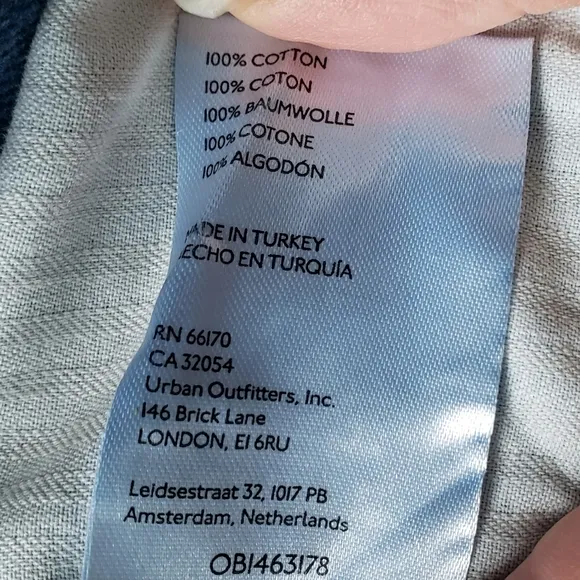 100% COTTON
100% COTON
100% BAUMWOLLE
100% COTONE
100% ALGODÓN
MADE IN TURKEY
HECHO EN TURQUÍA
RN 66170
CA 32054
Urban Outfitters, Inc.
146 Brick Lane
LONDON, E1 6RU
Leidsestraat 32, 1017 PB
Amsterdam, Netherlands
OB1463178